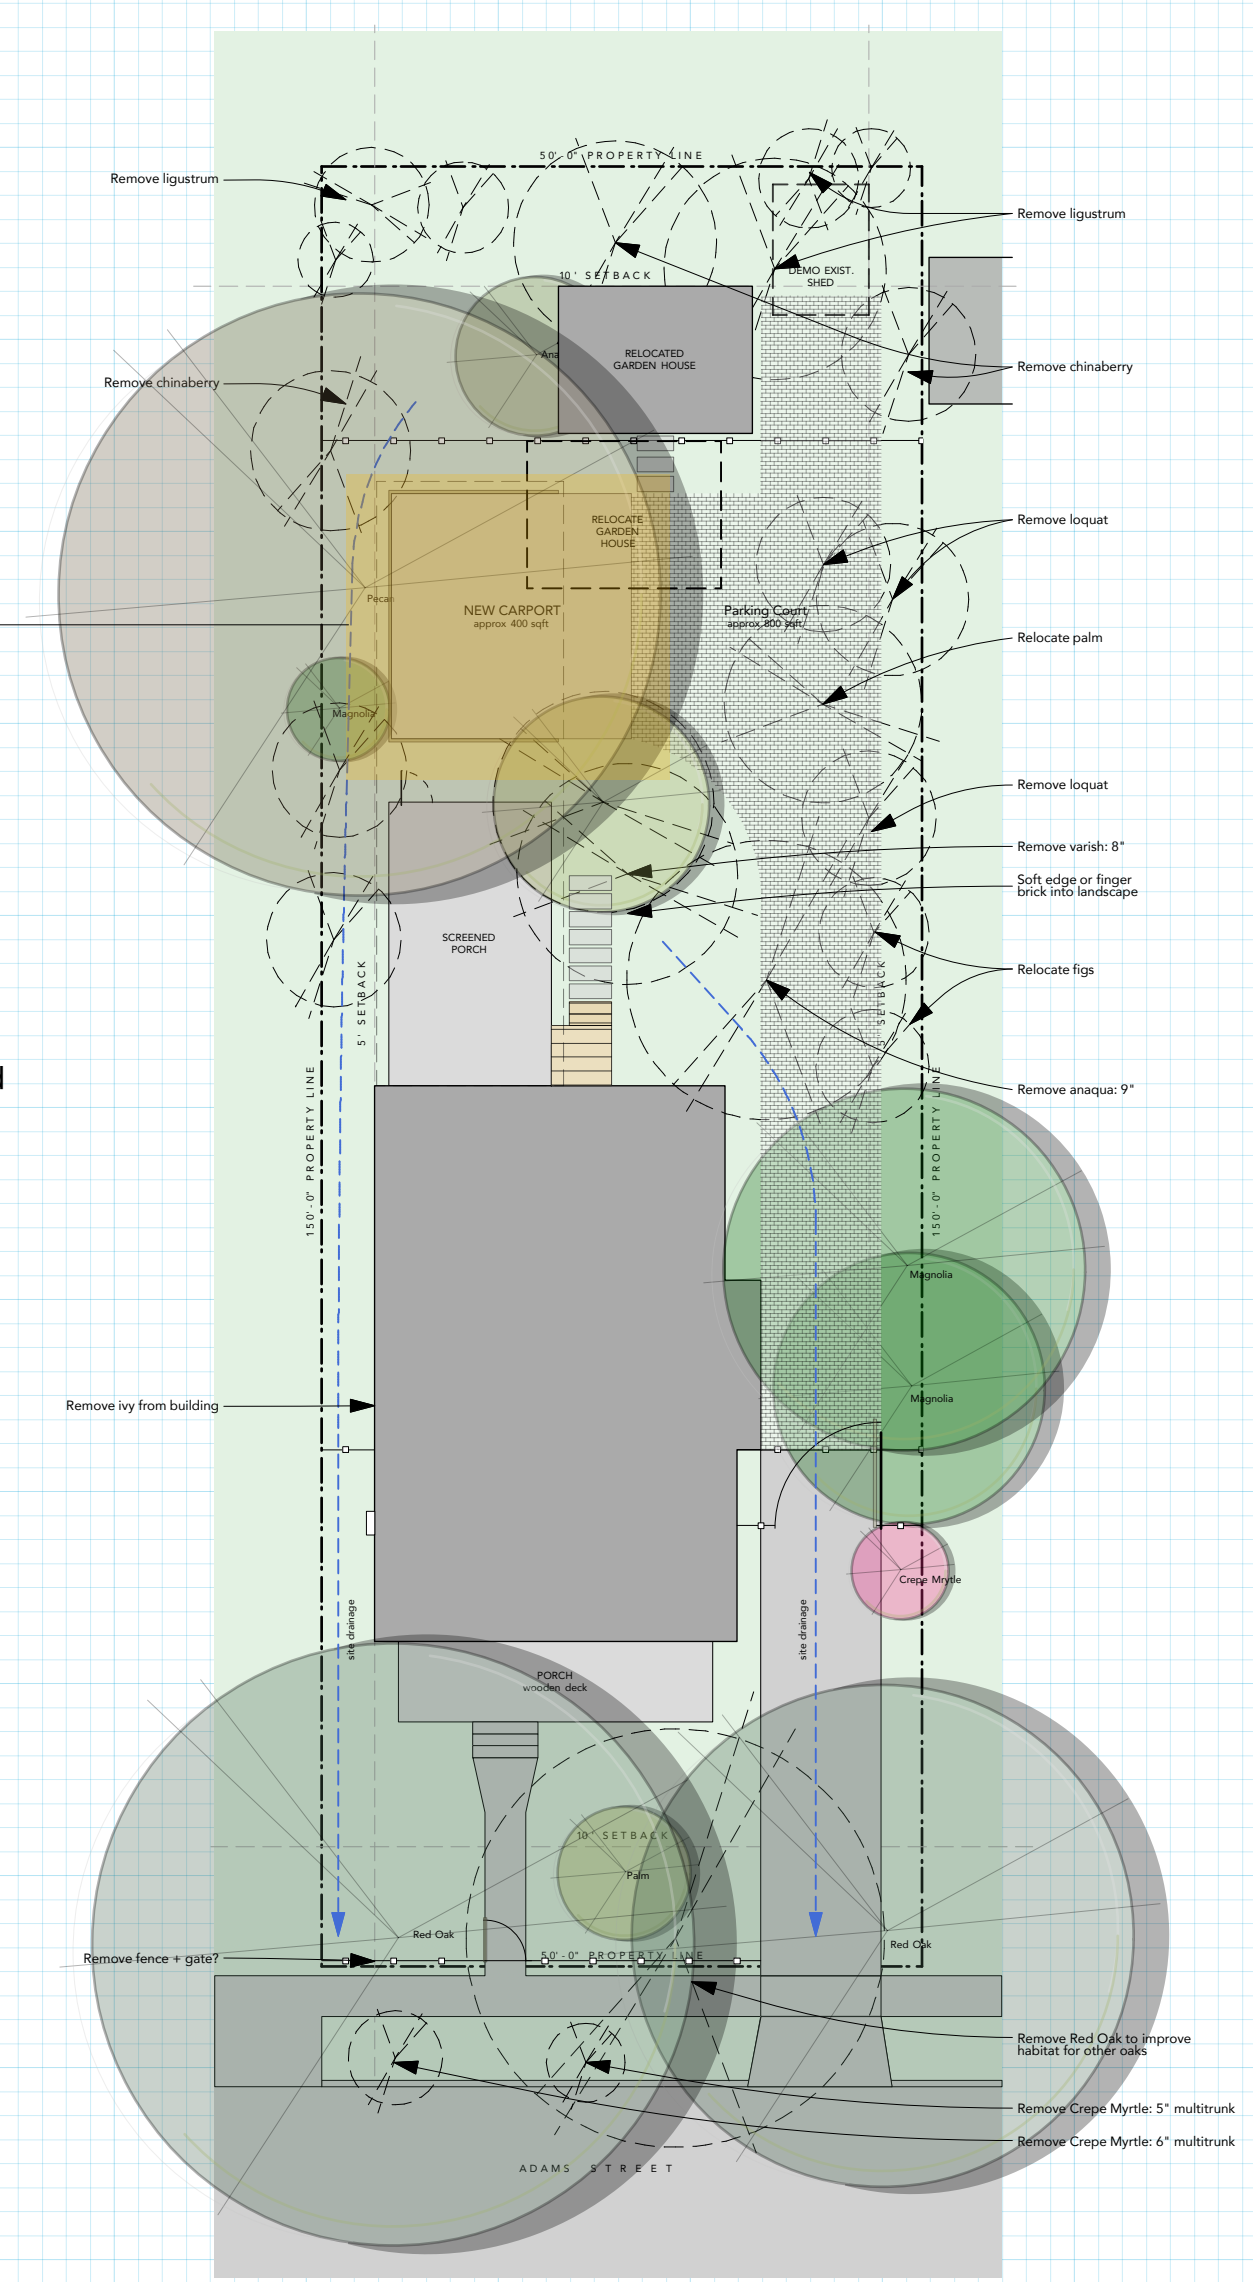 50'-0" PROPERTY LINE
Remove ligustrum
Remove ligustrum
10' SETBACK
DEMO EXIST.
SHED
Ana
RELOCATED
GARDEN HOUSE
Remove chinaberry
Remove chinaberry
RELOCATE
GARDEN
HOUSE
Remove loquat
Pecan
NEW CARPORT
approx 400 sqft
Parking Court
approx 800 sqft
Relocate palm
Magnolia
Remove loquat
Remove varish: 8"
Soft edge or finger
brick into landscape
SCREENED
PORCH
Relocate figs
5' SETBACK
5' SETBACK
Remove anaqua: 9"
150'-0" PROPERTY LINE
150'-0" PROPERTY LINE
Magnolia
Magnolia
Remove ivy from building
Crepe Mrytle
site drainage
site drainage
PORCH
wooden deck
10' SETBACK
Palm
Red Oak
Red Oak
Remove fence + gate?
50'-0" PROPERTY LINE
Remove Red Oak to improve
habitat for other oaks
Remove Crepe Myrtle: 5" multitrunk
Remove Crepe Myrtle: 6" multitrunk
ADAMS STREET